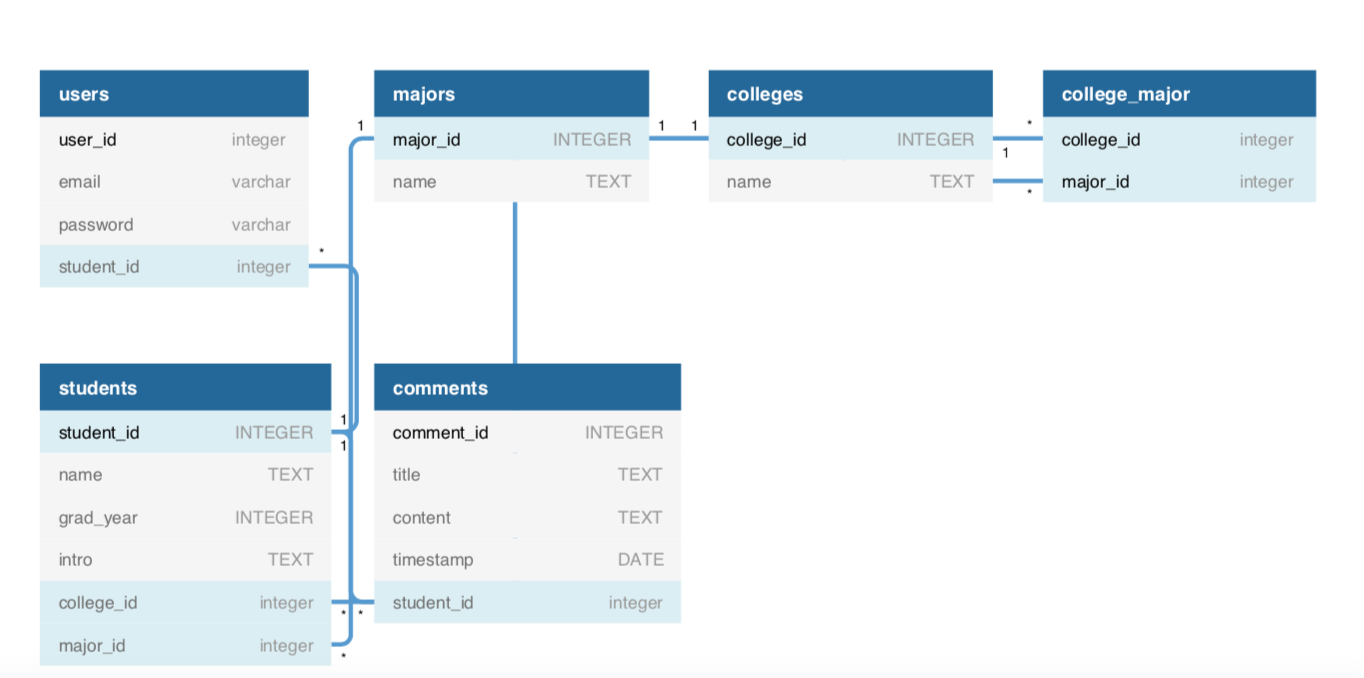 users
user_id integer
email varchar
password varchar
student_id integer
*
majors
1
major_id INTEGER
1
name TEXT
colleges
1
college_id INTEGER
*
1
name TEXT
*
college_major
college_id integer
major_id integer
students
student_id INTEGER
1
1
name TEXT
grad_year INTEGER
intro TEXT
college_id integer
*
major_id integer
*
comments
comment_id INTEGER
title TEXT
content TEXT
timestamp DATE
*
student_id integer